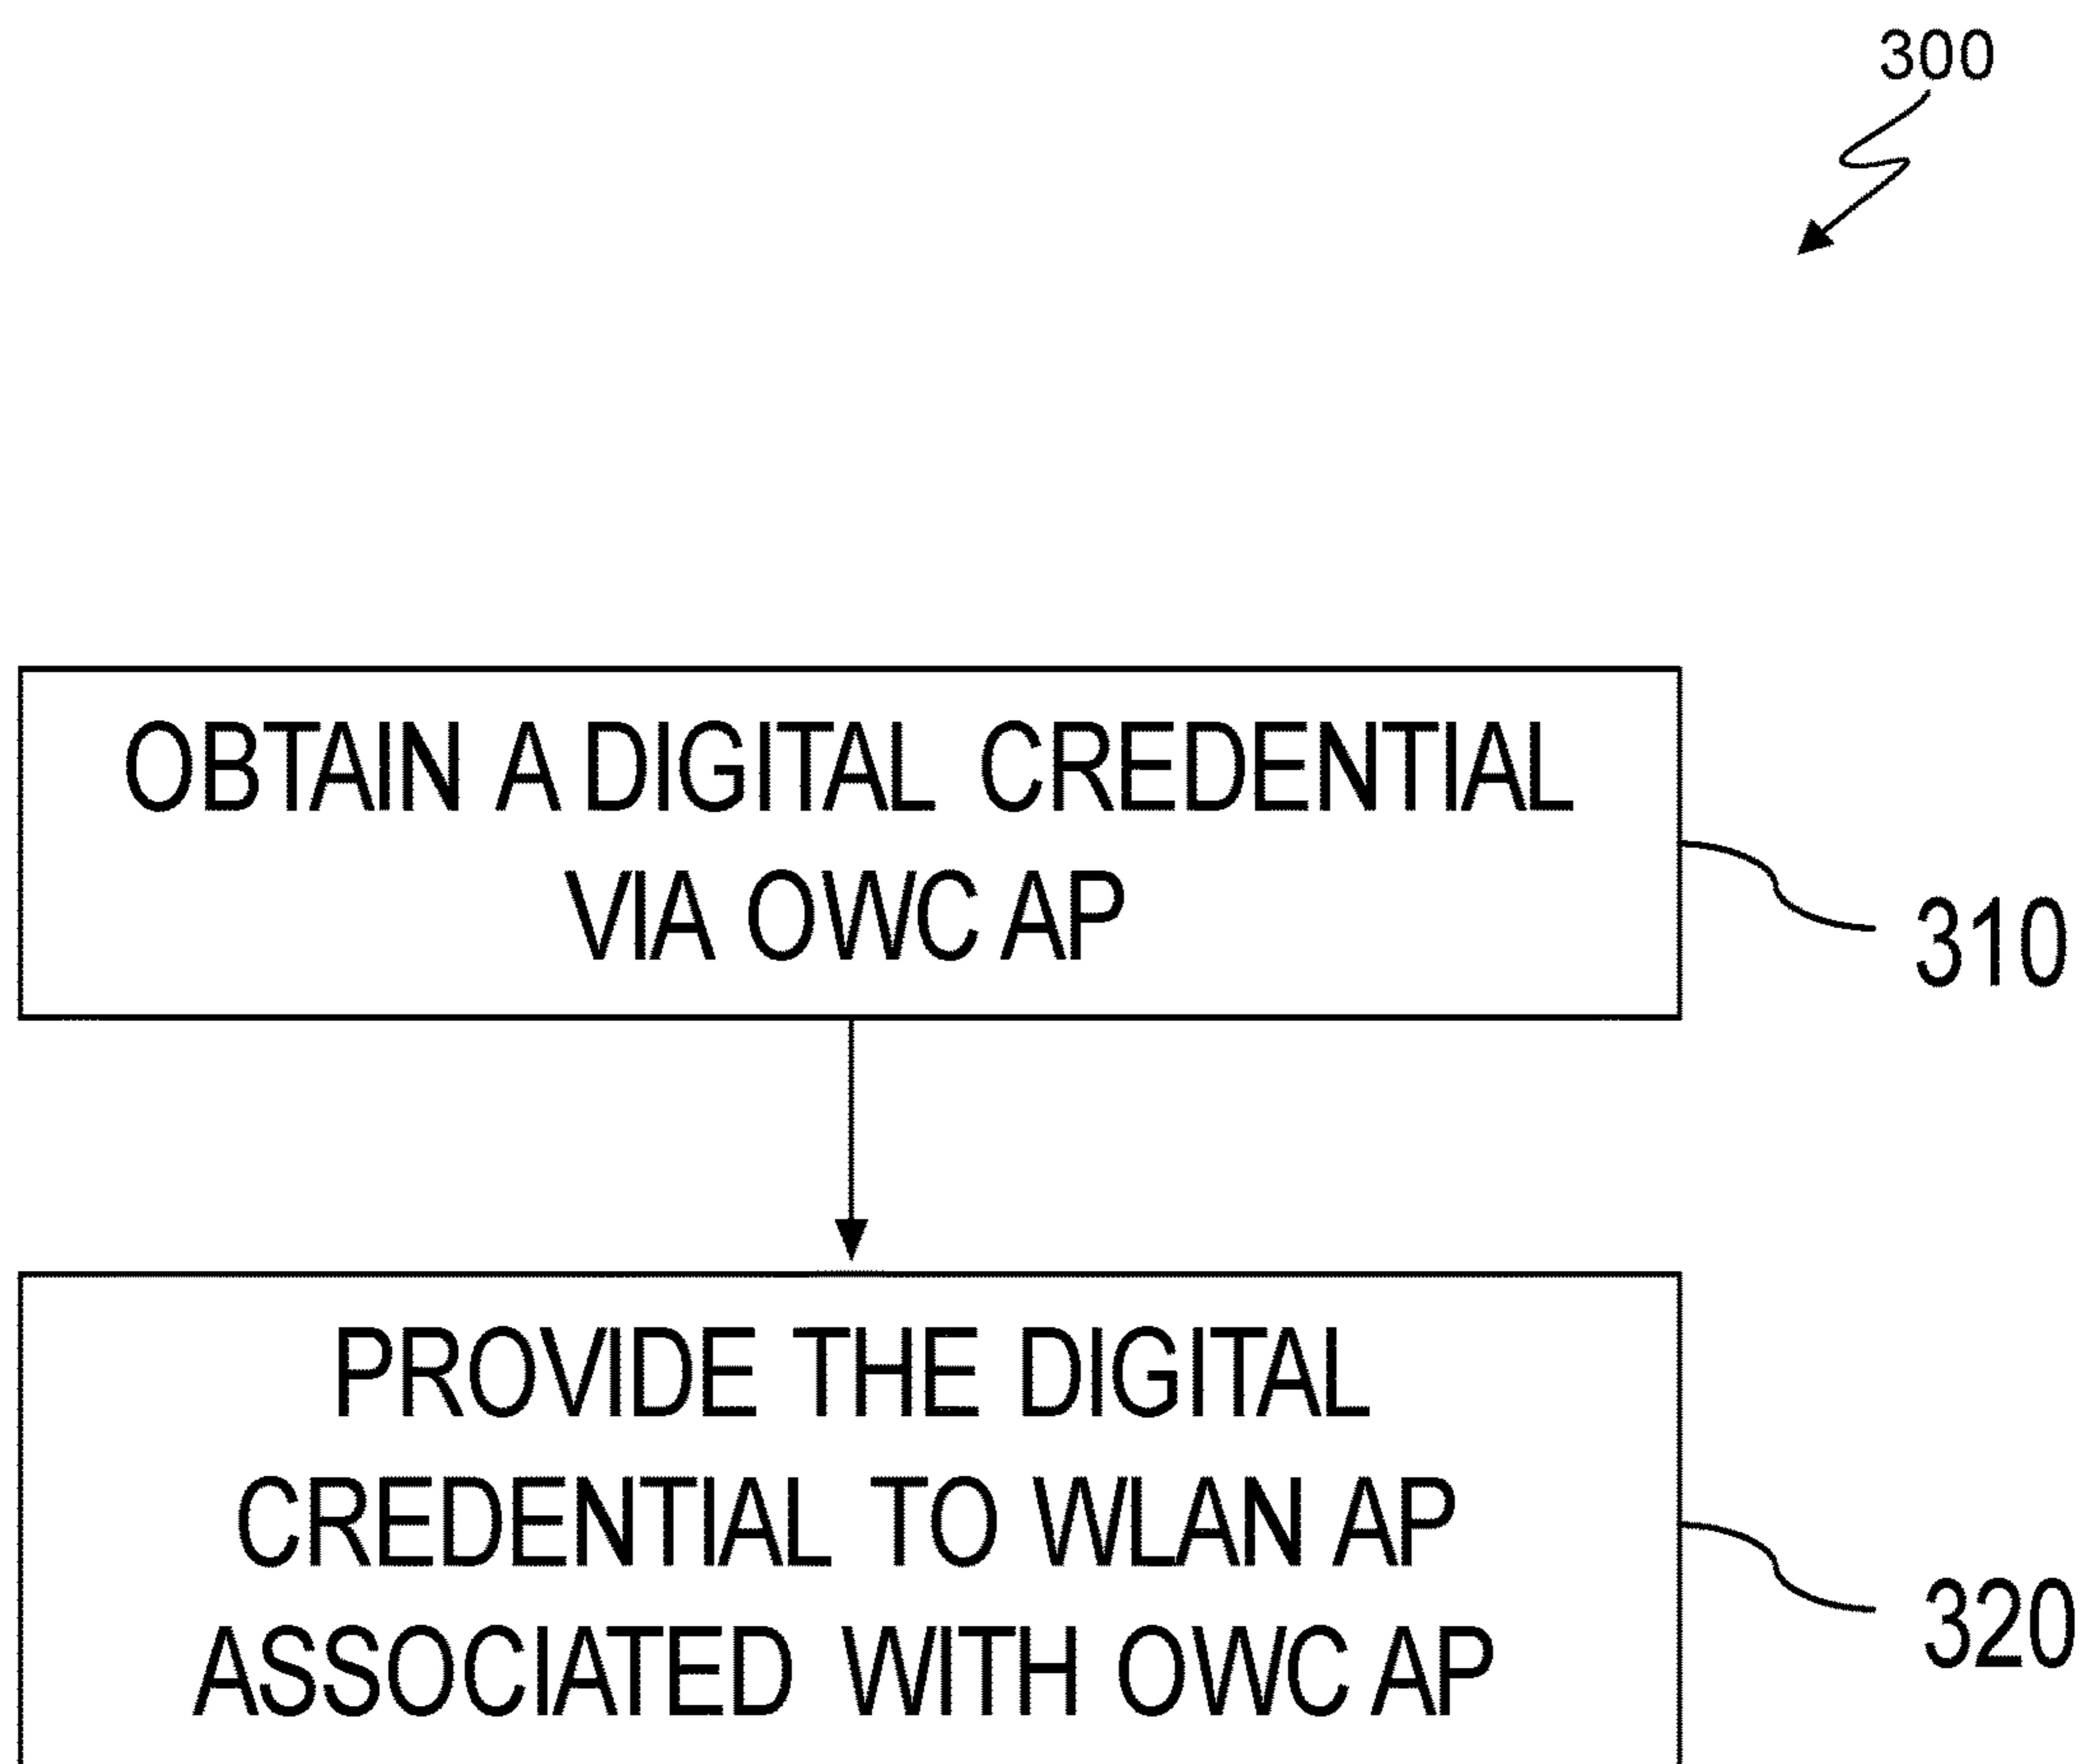 300
OBTAIN A DIGITAL CREDENTIAL
VIA OWC AP
310
PROVIDE THE DIGITAL
CREDENTIAL TO WLAN AP
ASSOCIATED WITH OWC AP
320